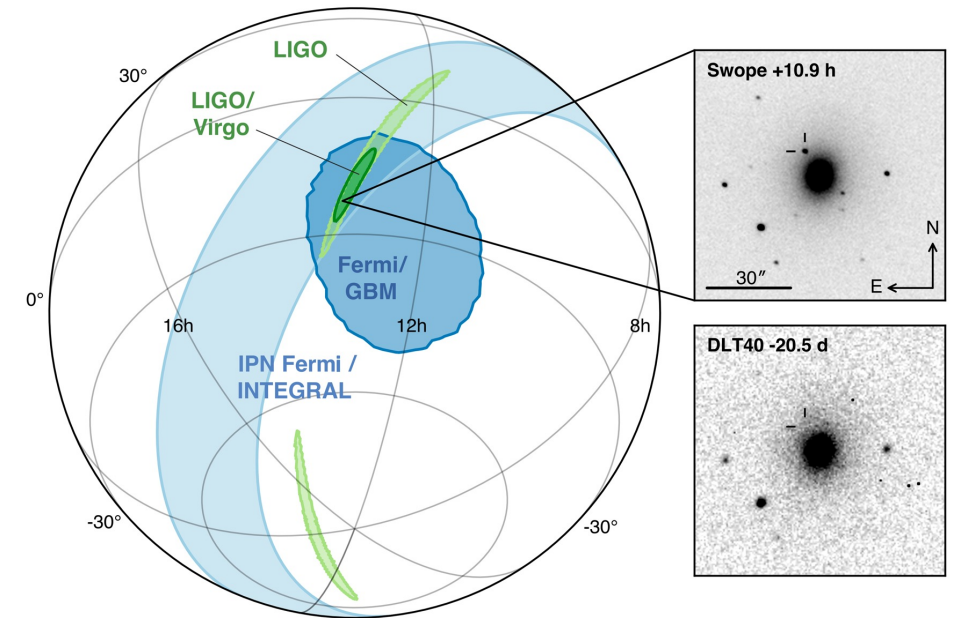 LIGO
30°
LIGO/
Virgo
Fermi/
GBM
0°
16h
12h
8h
IPN Fermi /
INTEGRAL
-30°
-30°
Swope +10.9 h
N
30″
E
DLT40 -20.5 d